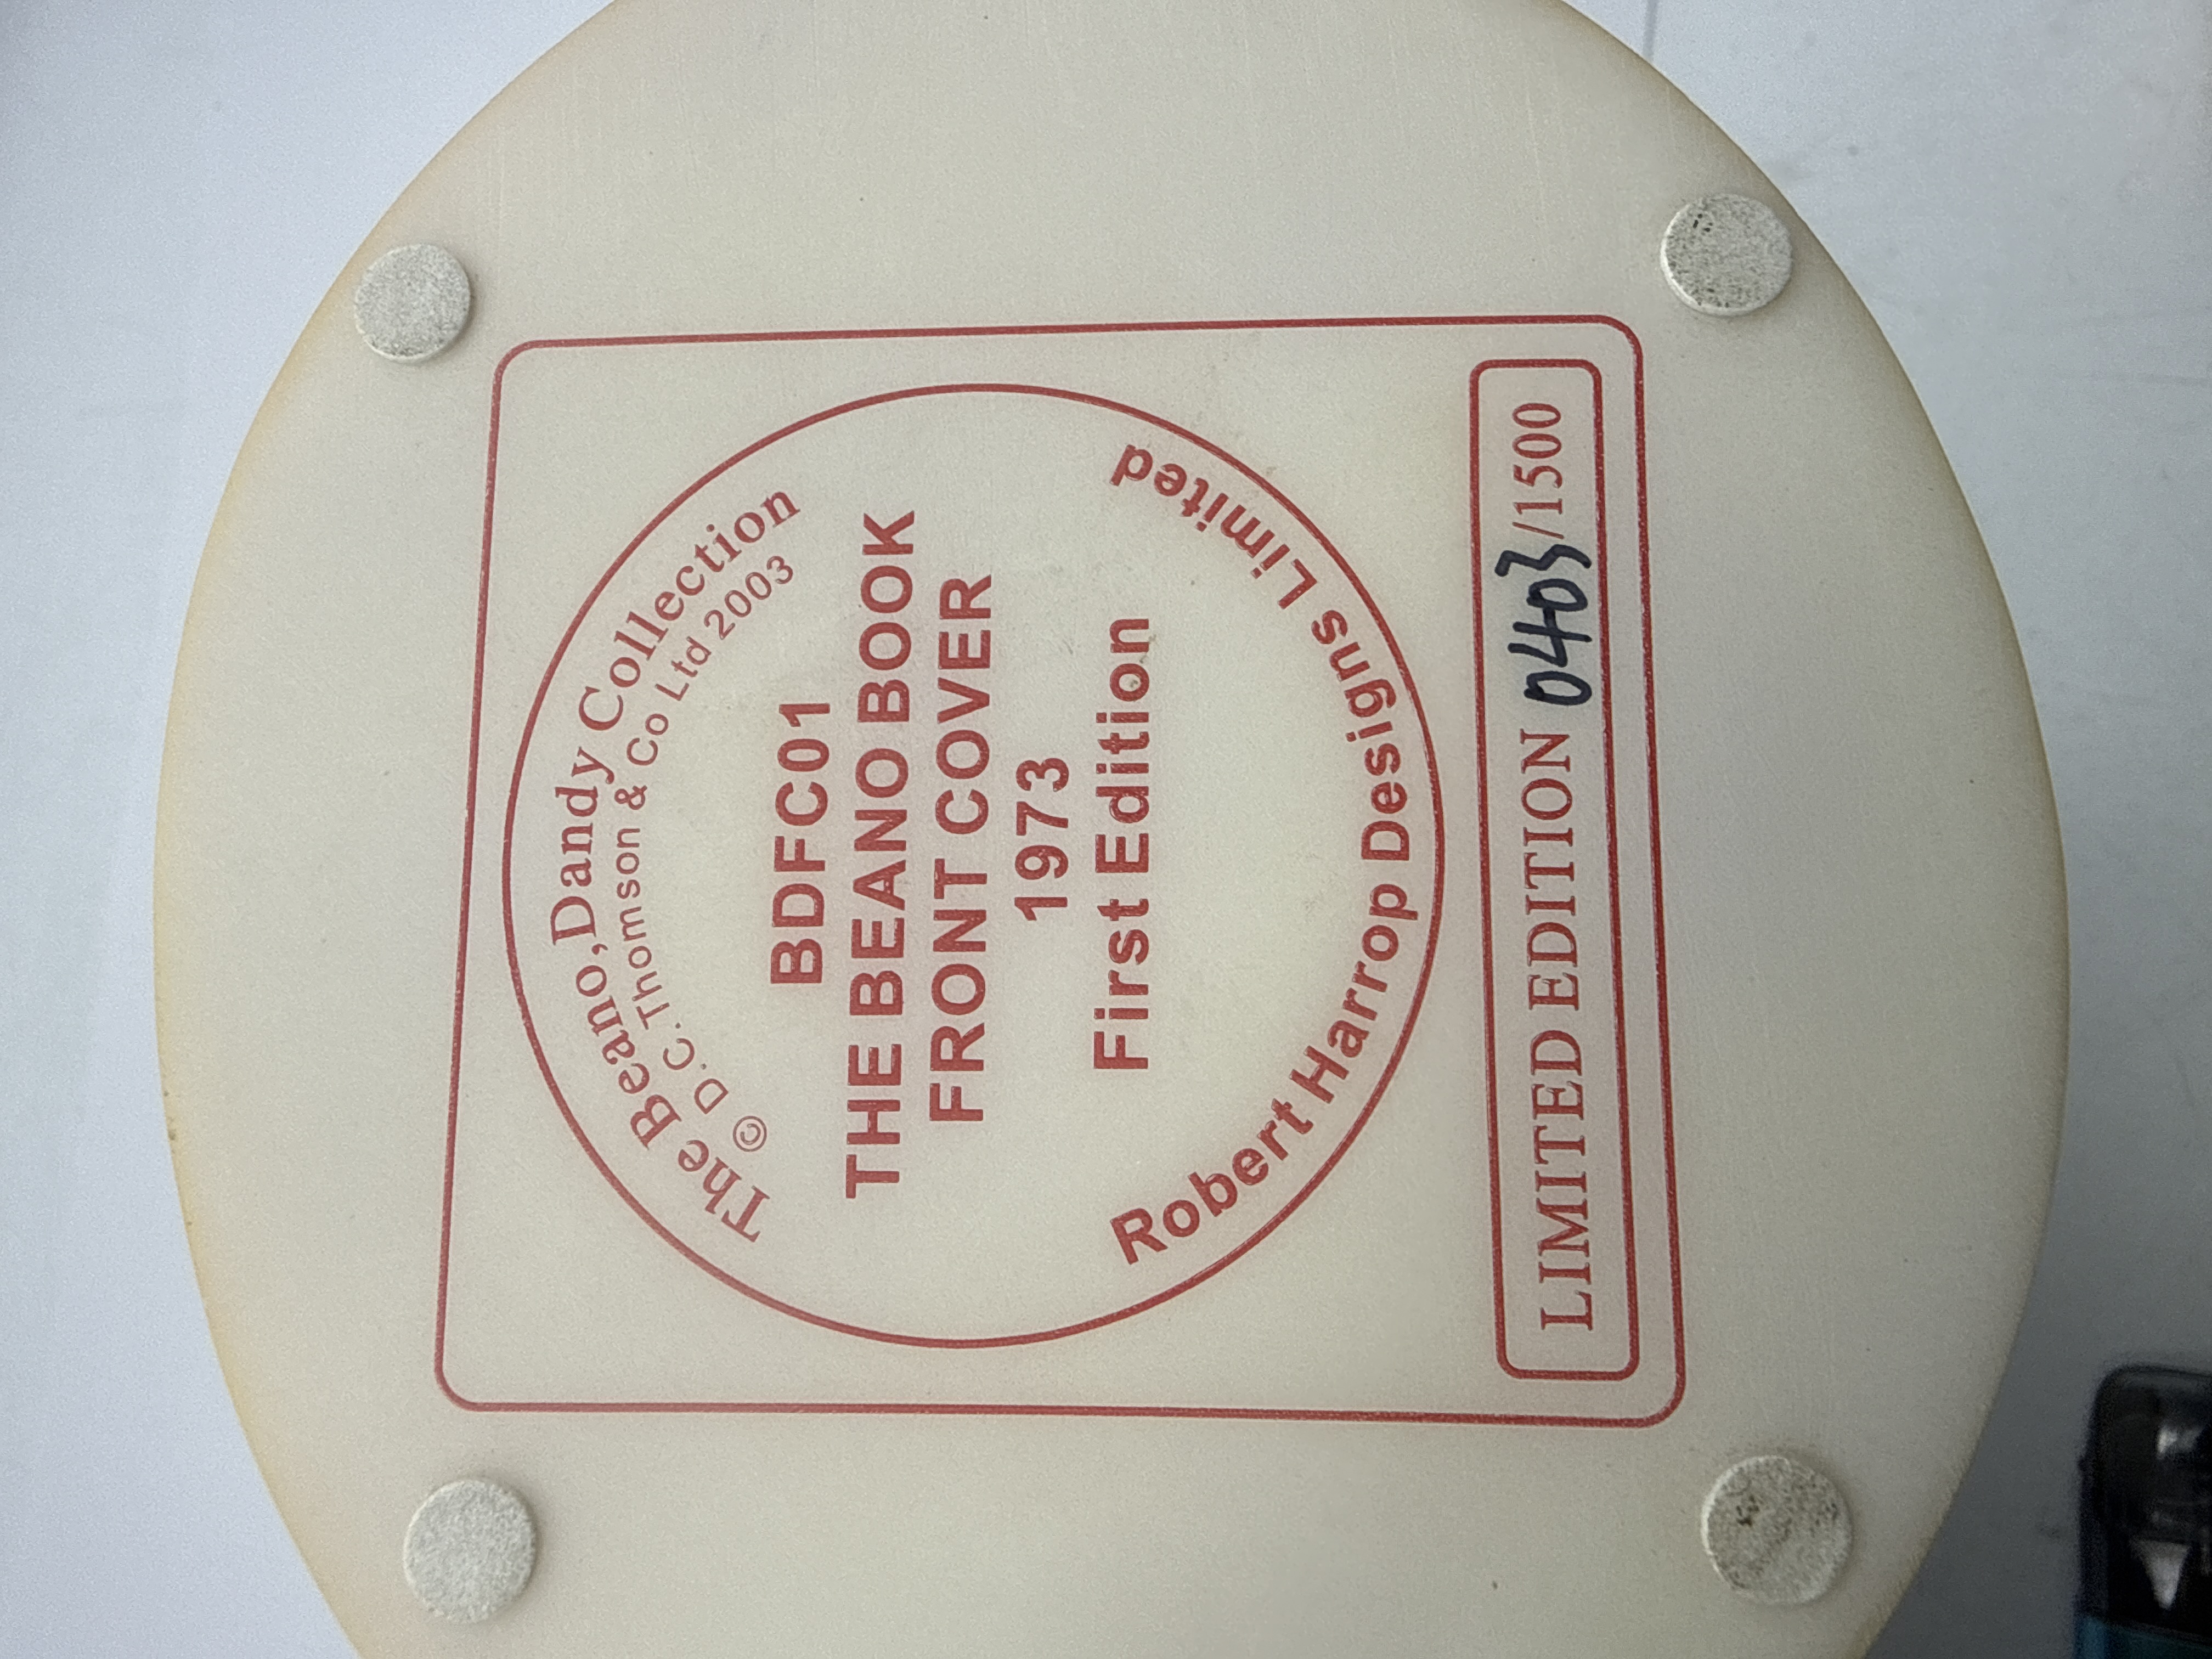 The Beano,Dandy Collection
© D.C. Thomson & Co Ltd 2003
BDFC01
THE BEANO BOOK
FRONT COVER
1973
First Edition
Robert Harrop Designs Limited
LIMITED EDITION 0403/1500